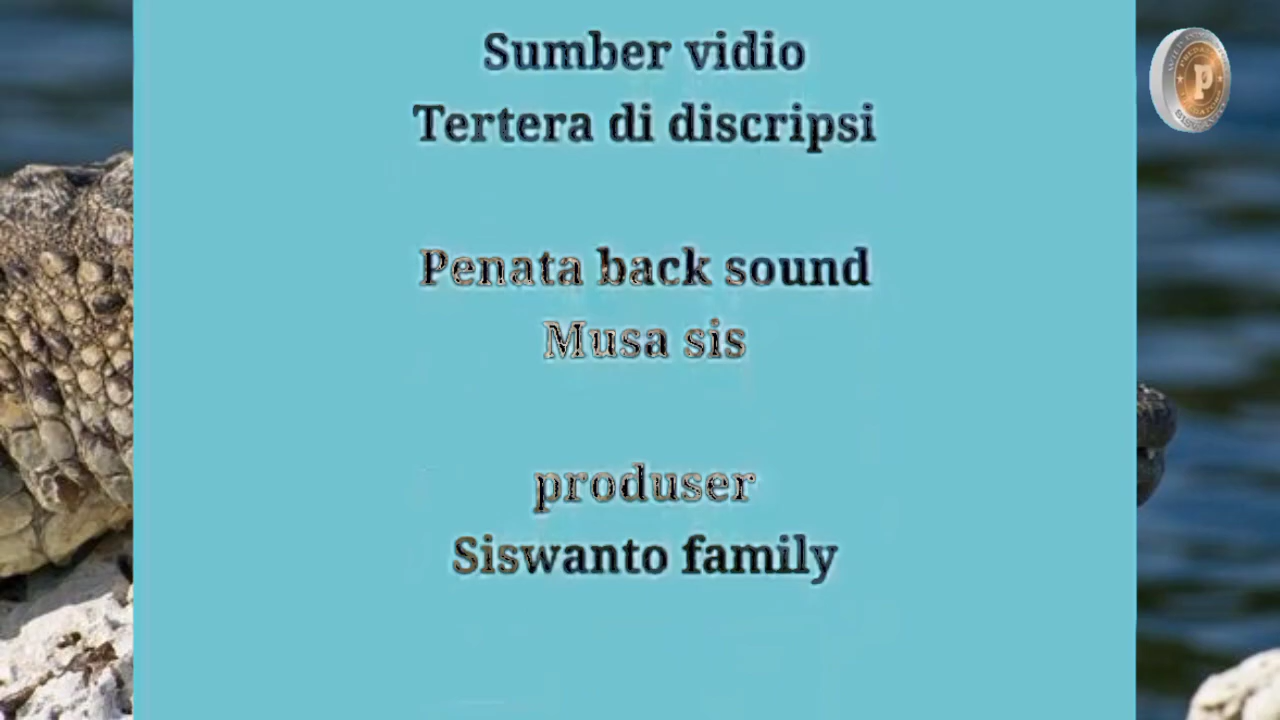 Sumber vidio
Tertera di discripsi
Penata back sound
Musa sis
produser
Siswanto family
P